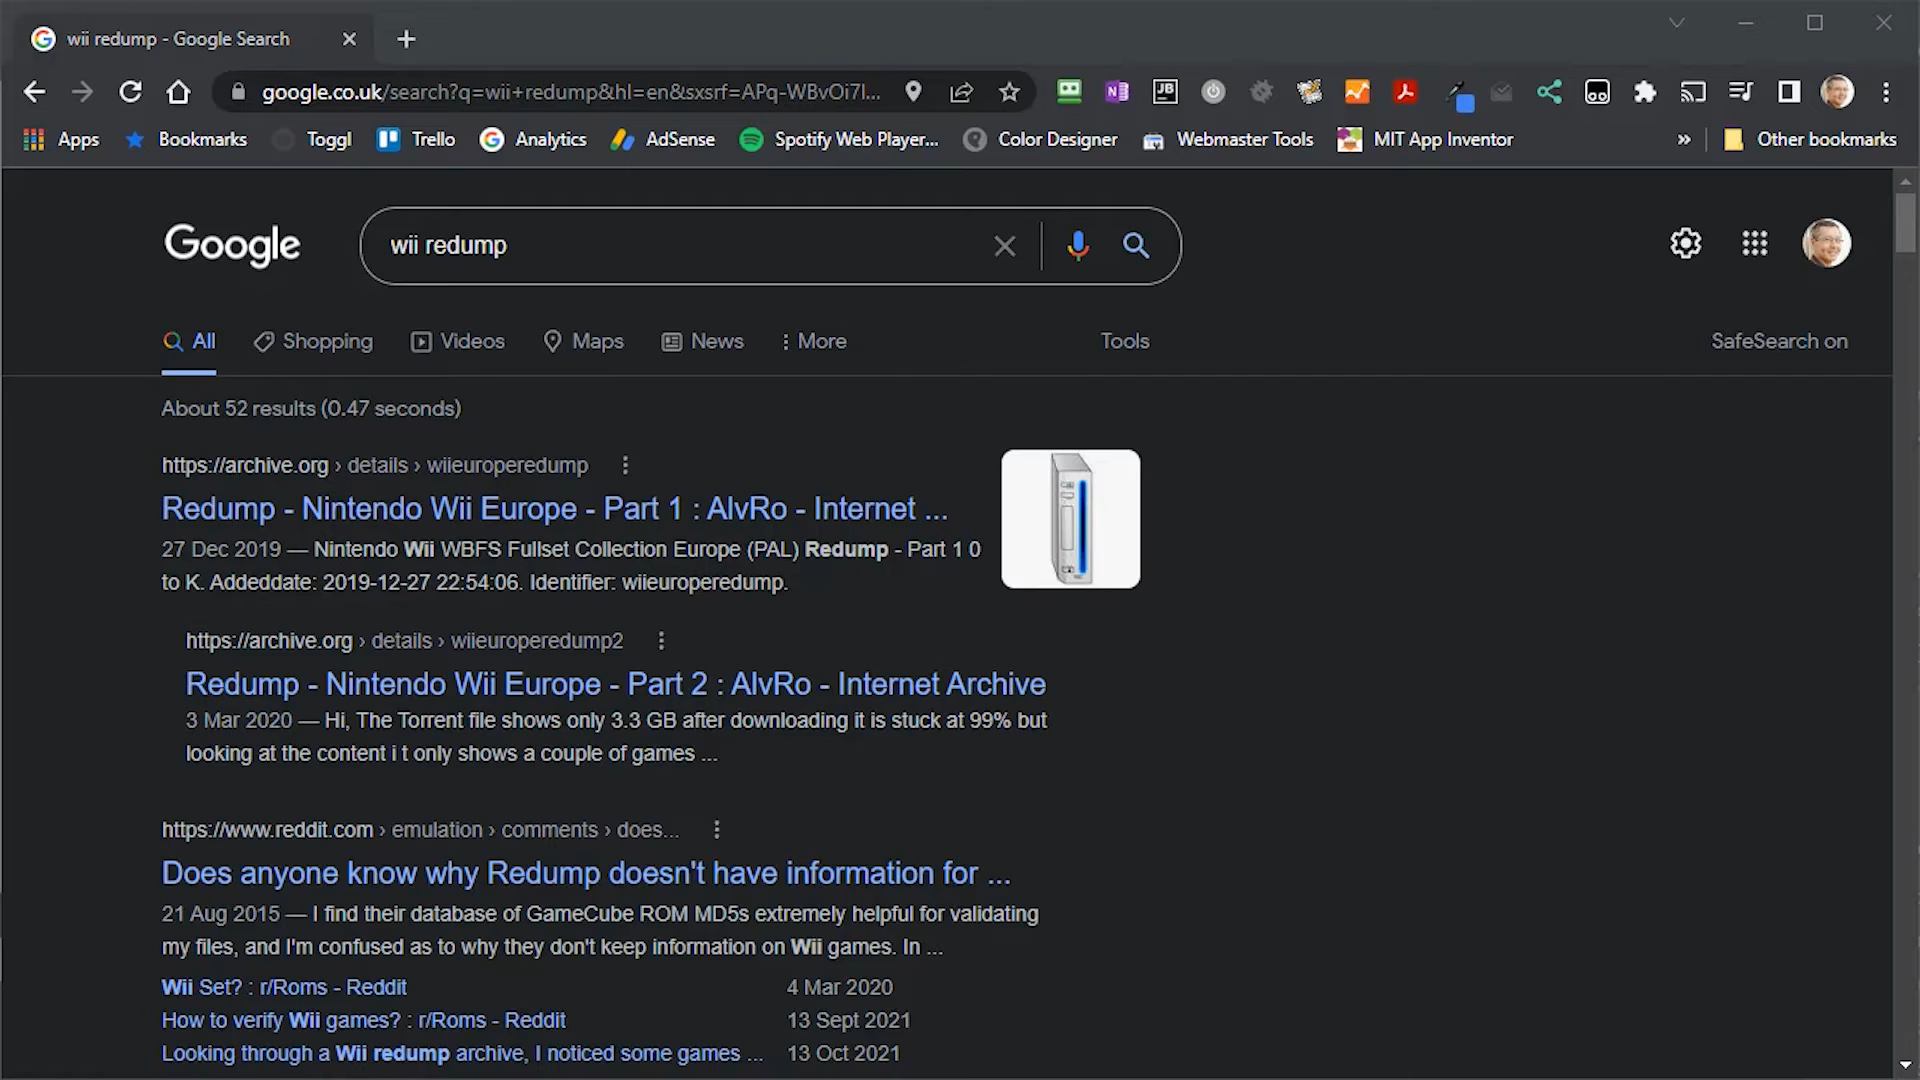 wii redump - Google Search
google.co.uk/search?q=wii+redump&hl=en&sxsrf=APq-WBvOi7l...
Apps Bookmarks Toggl Trello Analytics AdSense Spotify Web Player... Color Designer Webmaster Tools MIT App Inventor » Other bookmarks
Google wii redump
All Shopping Videos Maps News More Tools SafeSearch on
About 52 results (0.47 seconds)
https://archive.org › details › wiieuroperedump
Redump - Nintendo Wii Europe - Part 1 : AlvRo - Internet ...
27 Dec 2019 — Nintendo Wii WBFS Fullset Collection Europe (PAL) Redump - Part 1 0
to K. Addeddate: 2019-12-27 22:54:06. Identifier: wiieuroperedump.
https://archive.org › details › wiieuroperedump2
Redump - Nintendo Wii Europe - Part 2 : AlvRo - Internet Archive
3 Mar 2020 — Hi, The Torrent file shows only 3.3 GB after downloading it is stuck at 99% but
looking at the content i t only shows a couple of games ...
https://www.reddit.com › emulation › comments › does...
Does anyone know why Redump doesn't have information for ...
21 Aug 2015 — I find their database of GameCube ROM MD5s extremely helpful for validating
my files, and I'm confused as to why they don't keep information on Wii games. In ...
Wii Set? : r/Roms - Reddit 4 Mar 2020
How to verify Wii games? : r/Roms - Reddit 13 Sept 2021
Looking through a Wii redump archive, I noticed some games ... 13 Oct 2021